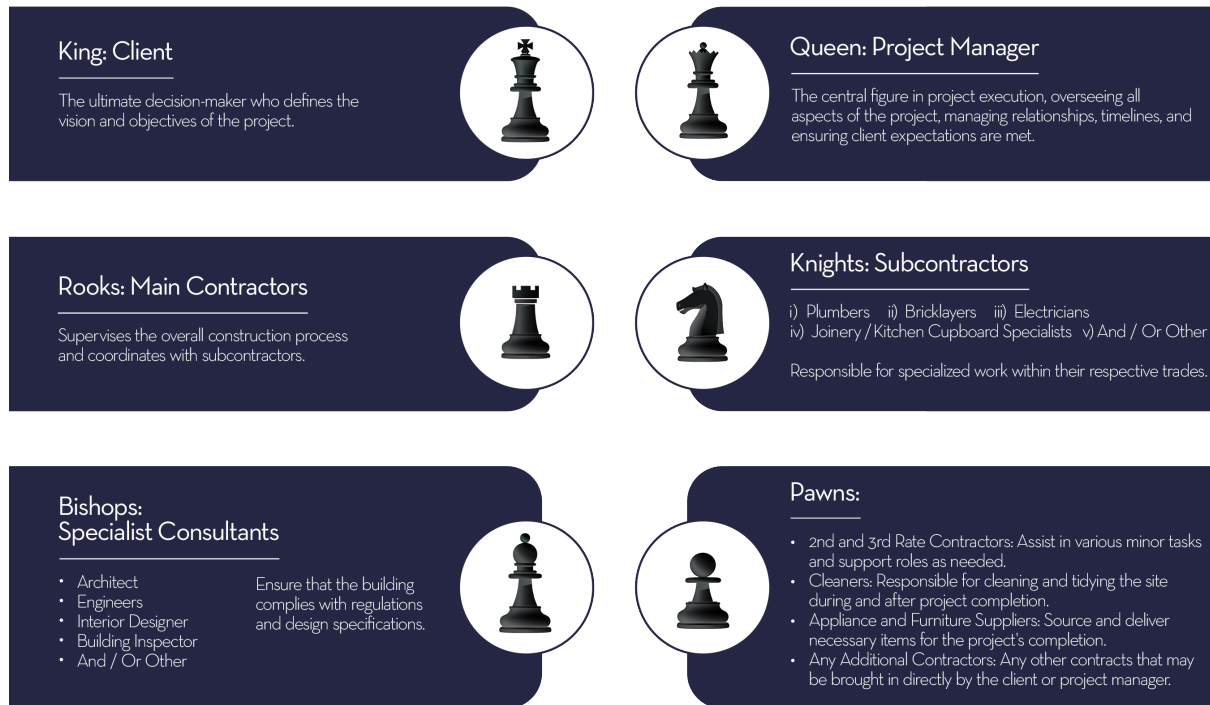 King: Client
The ultimate decision-maker who defines the
vision and objectives of the project.
Queen: Project Manager
The central figure in project execution, overseeing all
aspects of the project, managing relationships, timelines, and
ensuring client expectations are met.
Rooks: Main Contractors
Supervises the overall construction process
and coordinates with subcontractors.
Knights: Subcontractors
i) Plumbers ii) Bricklayers iii) Electricians
iv) Joinery / Kitchen Cupboard Specialists v) And / Or Other
Responsible for specialized work within their respective trades.
Bishops:
Specialist Consultants
• Architect
• Engineers
• Interior Designer
• Building Inspector
• And / Or Other
Ensure that the building
complies with regulations
and design specifications.
Pawns:
• 2nd and 3rd Rate Contractors: Assist in various minor tasks
and support roles as needed.
• Cleaners: Responsible for cleaning and tidying the site
during and after project completion.
• Appliance and Furniture Suppliers: Source and deliver
necessary items for the project's completion.
• Any Additional Contractors: Any other contracts that may
be brought in directly by the client or project manager.